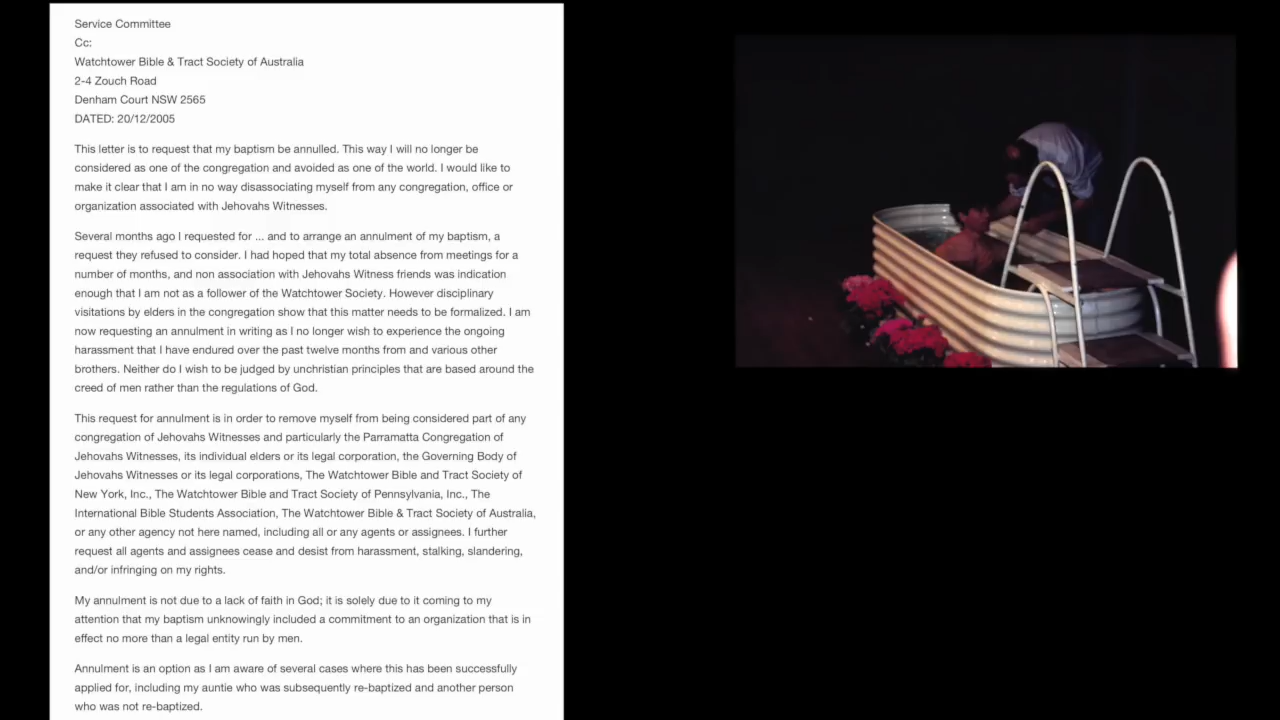 Service Committee
Cc:
Watchtower Bible & Tract Society of Australia
2-4 Zouch Road
Denham Court NSW 2565
DATED: 20/12/2005
This letter is to request that my baptism be annulled. This way I will no longer be
considered as one of the congregation and avoided as one of the world. I would like to
make it clear that I am in no way disassociating myself from any congregation, office or
organization associated with Jehovahs Witnesses.
Several months ago I requested for ... and to arrange an annulment of my baptism, a
request they refused to consider. I had hoped that my total absence from meetings for a
number of months, and non association with Jehovahs Witness friends was indication
enough that I am not as a follower of the Watchtower Society. However disciplinary
visitations by elders in the congregation show that this matter needs to be formalized. I am
now requesting an annulment in writing as I no longer wish to experience the ongoing
harassment that I have endured over the past twelve months from and various other
brothers. Neither do I wish to be judged by unchristian principles that are based around the
creed of men rather than the regulations of God.
This request for annulment is in order to remove myself from being considered part of any
congregation of Jehovahs Witnesses and particularly the Parramatta Congregation of
Jehovahs Witnesses, its individual elders or its legal corporation, the Governing Body of
Jehovahs Witnesses or its legal corporations, The Watchtower Bible and Tract Society of
New York, Inc., The Watchtower Bible and Tract Society of Pennsylvania, Inc., The
International Bible Students Association, The Watchtower Bible & Tract Society of Australia,
or any other agency not here named, including all or any agents or assignees. I further
request all agents and assignees cease and desist from harassment, stalking, slandering,
and/or infringing on my rights.
My annulment is not due to a lack of faith in God; it is solely due to it coming to my
attention that my baptism unknowingly included a commitment to an organization that is in
effect no more than a legal entity run by men.
Annulment is an option as I am aware of several cases where this has been successfully
applied for, including my auntie who was subsequently re-baptized and another person
who was not re-baptized.